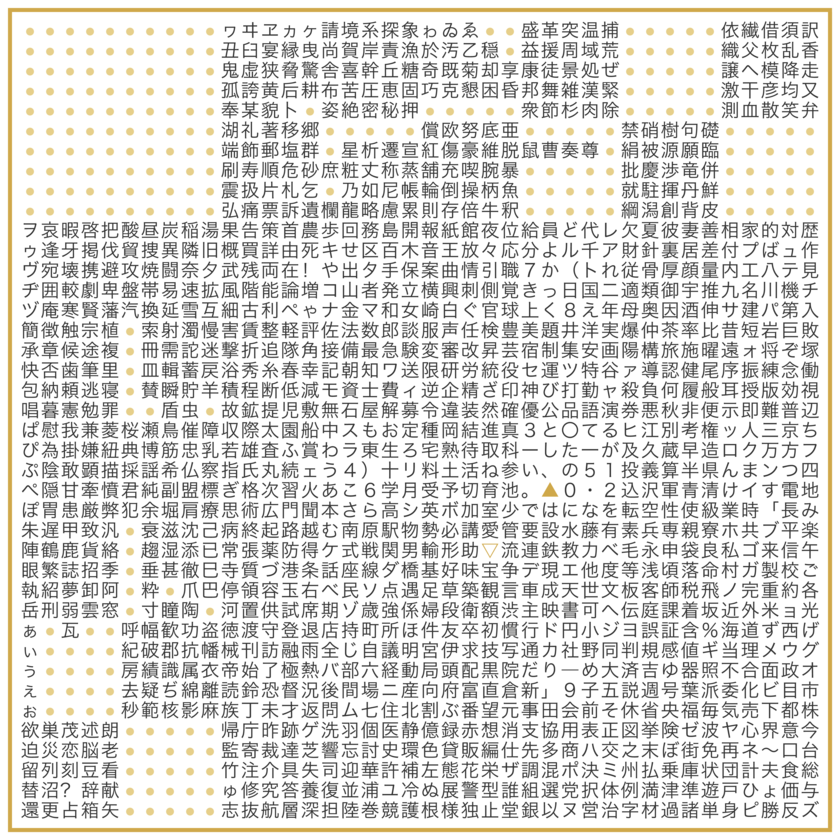 ヮヰヱヵヶ請境系探象ゎゐゑ 盛革突温捕 依繊借須訳
丑臼宴縁曳尚賀岸責漁於汚乙穏 益援周域荒 織父枚乱香
鬼虚狭脅驚舎喜幹丘糖奇既菊却享康徒景処ぜ 譲へ模降走
孤誇黄后耕布苦圧恵固巧克懇困昏邦舞雑漢緊 激干彦均又
奉某貌卜 姿絶密秘押 衆節杉肉除 測血散笑弁
湖礼著移郷 償欧努底亜 禁硝樹句礎
端飾郵塩群 星析遷宣紅傷豪維脱鼠曹奏尊 絹被源願臨
刷寿順危砂庶粧丈称蒸舗充喫腕暴 批慶渉竜併
震扱片札乞 乃如尼帳輪倒操柄魚 就駐揮丹鮮
弘痛票訴遺欄龍略慮累則存倍牛釈 綱潟創背皮
ヲ哀暇啓把酸昼炭稲湯果告策首農歩回務島開報紙館夜位給員ど代レ欠夏彼妻善相家的対歴
ゥ逢牙掲伐貿捜異隣旧概買詳由死キせ区百木音王放々応分よル千ア財針裏居差付プば ュ作
ヴ宛壊携避攻焼闘奈夕武残両在！や出タ手保案曲情引職7か（トれ従骨厚顔量内エ八テ見
ヂ囲較劇卑盤帯易速拡風階能論増コ山者発立横興刺側覚きっ日国二適類御宇推九名川機チ
ヅ庵寒賢藩汽換延雪互細古利ぺゃナ金マ和女崎白ぐ官球上く８え年母奥因酒伸サ建パ第入
簡徴触宗植 索射濁慢害賃整軽評佐法数郎談服声任検豊美題井洋実爆仲茶率比昔短岩巨敗
承章候途複 冊需託迷撃折追隊角接備最急験変審改昇芸宿制集安画陽構旅施曜遠ォ将ぞ塚
快否歯筆里 皿輯蓄戻浴秀糸春幸記朝知ワ送限研労統役セ運ツ特谷ァ導認健尾序振練念働
包納頼逃寝 賛瞬貯羊積程断低減モ資士費ィ逆企精ざ印神び打勤ャ殺負何履般耳授版効視
唱暮憲勉罪 盾虫 故鉱提児敷無石屋解募令違装然確優公品語演券悪秋非便示即難普辺
ぱ慰我兼菱桜瀬鳥催障収際太園船中スもお定種岡結進真３と〇てるヒ江別考権ッ人三京ち
ぴ為掛嫌紐典博筋忠乳若雄査ふ賞わラ東生ろ宅熟待取科ーした一が及久蔵早造ロク万方フ
ぷ陰敢顕描採謡希仏察指氏丸続ェう４）十リ料土活ね参い、の５１投義算半県んまンつ四
ぺ隠甘牽慎君純副盟標ぎ格次習火あこ６学月受予切育池。▲０・２込沢軍青清けイす電地
ぽ胃患厳弊犯余堀肩療思術広門聞本さら高シ英ボ加室少ではになを転空性使級業時「長み
朱遅甲致汎 衰滋沈己病終起路越む南原駅物勢必講愛管要設水藤有素兵専親寮ホ共ブ平楽
陣鶴鹿貨絡 趨湿添已常張薬防得ケ式戦関男輸形助▽流連鉄教力ベ毛永申袋良私ゴ来信午
眼繁誌招季 垂甚徹巳寺質づ港条話座線ダ橋基好味宝争デ現エ他度等浅頃落命村ガ製校ご
執紹夢卸阿 粋 爪巴停領容玉右べ民ソ点遇足草築観言車成天世文板客師税飛ノ完重約各
岳刑弱雲窓 寸瞳陶 河置供試席期ゾ歳強係婦段衛額渋主映書可ヘ伝庭課着坂近外米ョ光
ぁ 瓦 呼幅歓功盗徳渡守登退店持町所ほ件友卒初慣行ド円小ジヨ誤証含％海道ず西げ
ぃ 紀破郡抗幡械刊訪融雨全じ自議明宮伊求技写通力社野同判規感値ギ当理メウグ
ぅ 房績識属衣帝始了極熱バ部六経動局頭配黒院だり―め大済吉ゆ器照不合面政オ
ぇ 去疑ぢ綿離読鈴恐督況後間場二産向府富直倉新」９子五説週号葉派委化ビ目市
ぉ 秒範核影麻族丁未才返問ム七住北割ぶ番望元事田会前そ休省央福毎気売下都株
欲巣茂述朗 帰庁昨跡ゲ洗羽個医静億録赤想消支協用表正図挙険ゼ波ヤ心界意今
迫災恋脳老 監寄裁達芝響忘討史環色貸販編仕先多商ハ交之末ぼ街免再ネ～口台
留列刻豆看 竹注介具失司迎華許補左態花栄ザ調混ポ決ミ州払乗庫状団計夫食総
替沼？辞献 ゅ修究答養復並浦ユ冷ぬ展警型誰組選党択体例満津準遊戸ひょ価与
還更占箱矢 志抜航層深担陸巻競護根様独止堂銀以ヌ営治字材過諸単身ピ勝反ズ